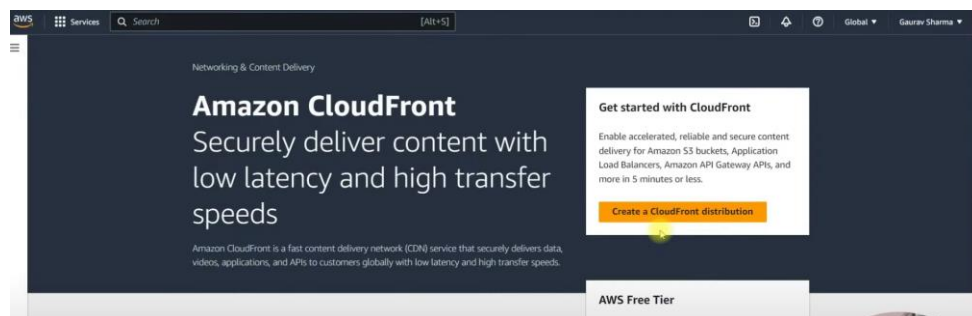 aws Services Search [Alt+S] Global ▼ Gaurav Sharma ▼
Networking & Content Delivery
Amazon CloudFront
Securely deliver content with
low latency and high transfer
speeds
Amazon CloudFront is a fast content delivery network (CDN) service that securely delivers data,
videos, applications, and APIs to customers globally with low latency and high transfer speeds.
Get started with CloudFront
Enable accelerated, reliable and secure content
delivery for Amazon S3 buckets, Application
Load Balancers, Amazon API Gateway APIs, and
more in 5 minutes or less.
Create a CloudFront distribution
AWS Free Tier